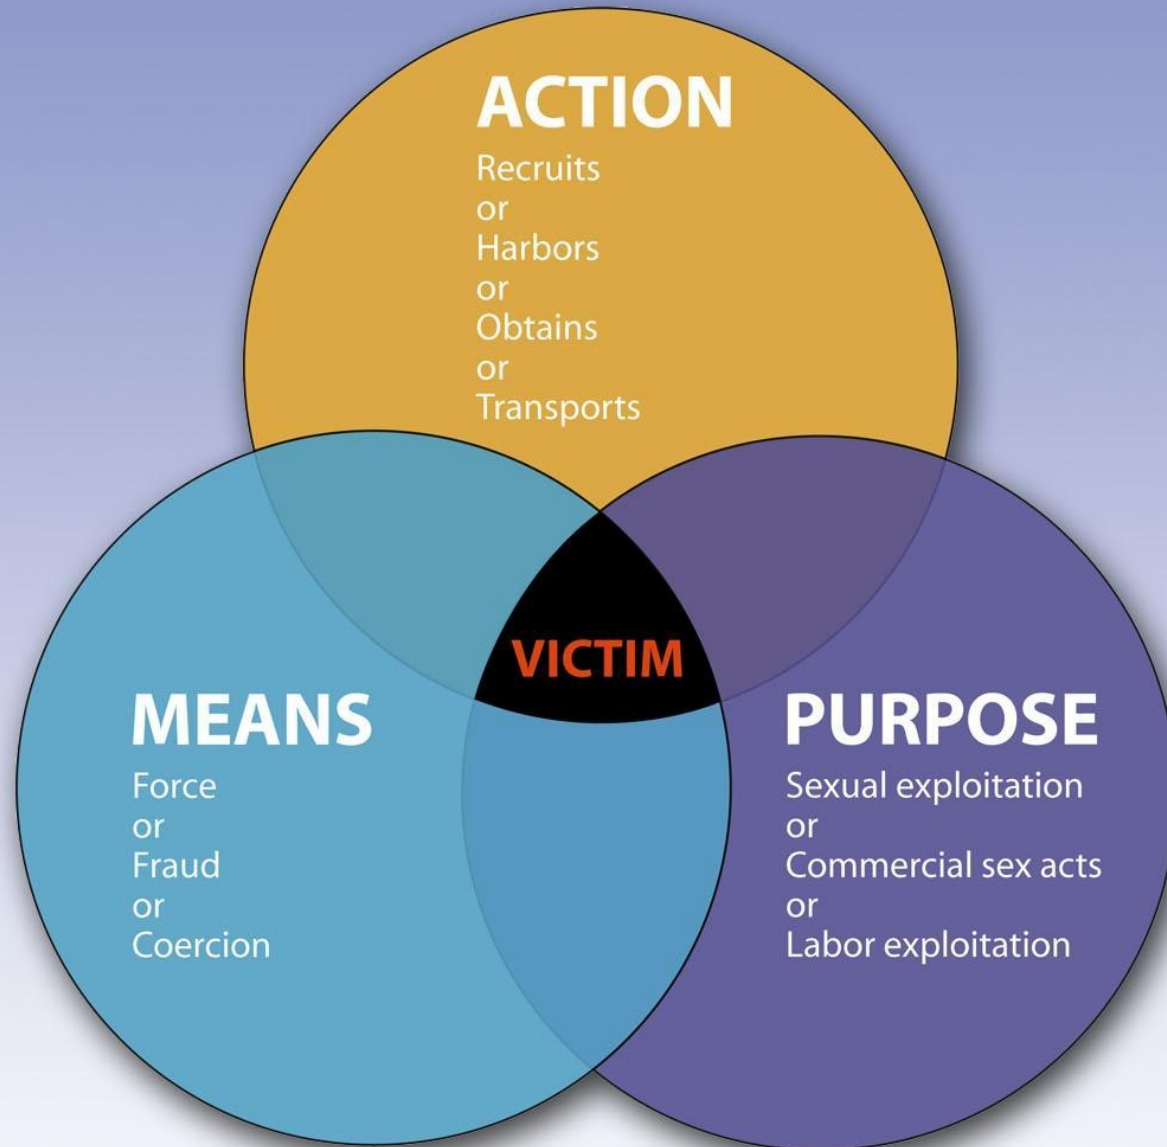 ACTION
Recruits
or
Harbors
or
Obtains
or
Transports
VICTIM
MEANS
Force
or
Fraud
or
Coercion
PURPOSE
Sexual exploitation
or
Commercial sex acts
or
Labor exploitation